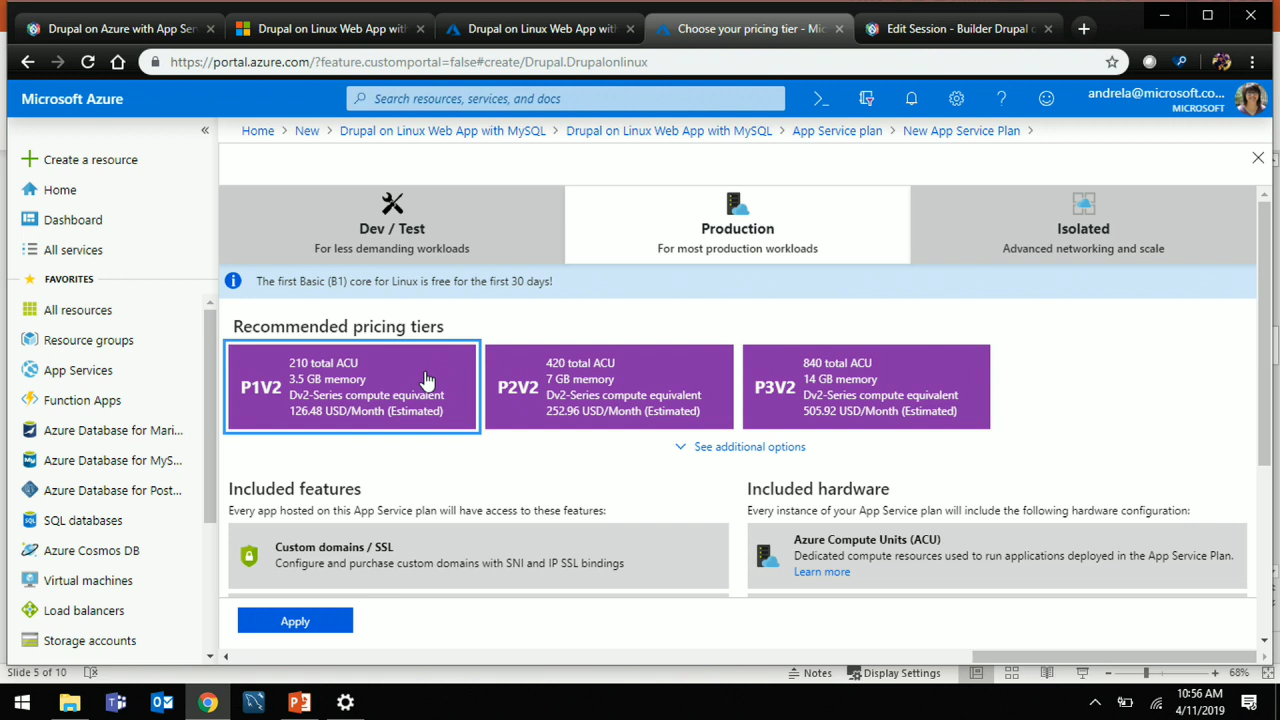 Drupal on Azure with App Ser
Drupal on Linux Web App with
Drupal on Linux Web App with
Choose your pricing tier - Mic
Edit Session - Builder Drupal c
https://portal.azure.com/?feature.customportal=false#create/Drupal.Drupalonlinux
Microsoft Azure
Search resources, services, and docs
andrela@microsoft.co...
MICROSOFT
Home > New > Drupal on Linux Web App with MySQL > Drupal on Linux Web App with MySQL > App Service plan > New App Service Plan >
Create a resource
Home
Dashboard
All services
FAVORITES
All resources
Resource groups
App Services
Function Apps
Azure Database for Mari...
Azure Database for MyS...
Azure Database for Post...
SQL databases
Azure Cosmos DB
Virtual machines
Load balancers
Storage accounts
Dev / Test
For less demanding workloads
Production
For most production workloads
Isolated
Advanced networking and scale
The first Basic (B1) core for Linux is free for the first 30 days!
Recommended pricing tiers
P1V2
210 total ACU
3.5 GB memory
Dv2-Series compute equivalent
126.48 USD/Month (Estimated)
P2V2
420 total ACU
7 GB memory
Dv2-Series compute equivalent
252.96 USD/Month (Estimated)
P3V2
840 total ACU
14 GB memory
Dv2-Series compute equivalent
505.92 USD/Month (Estimated)
See additional options
Included features
Every app hosted on this App Service plan will have access to these features:
Custom domains / SSL
Configure and purchase custom domains with SNI and IP SSL bindings
Included hardware
Every instance of your App Service plan will include the following hardware configuration:
Azure Compute Units (ACU)
Dedicated compute resources used to run applications deployed in the App Service Plan.
Learn more
Apply
Slide 5 of 10
Notes
Display Settings
68%
10:56 AM
4/11/2019